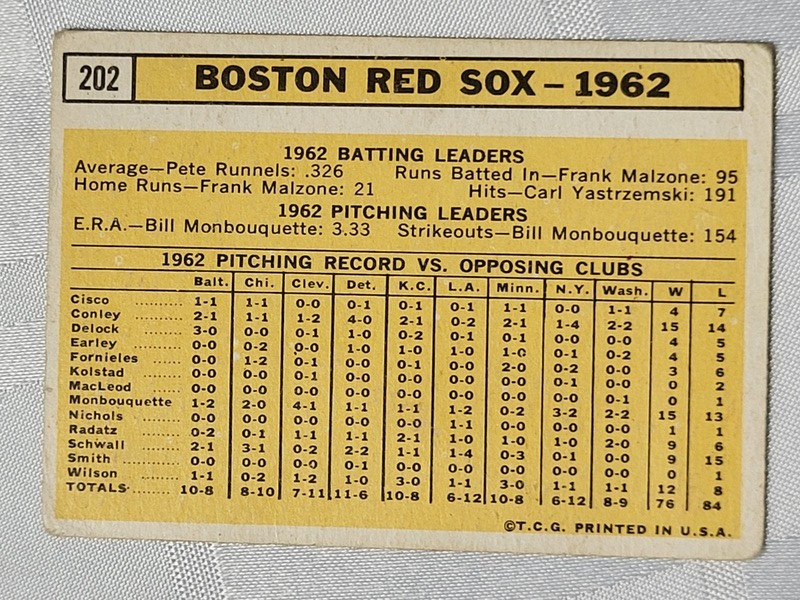 202 BOSTON RED SOX – 1962
1962 BATTING LEADERS
Average—Pete Runnels: .326 Runs Batted In—Frank Malzone: 95
Home Runs—Frank Malzone: 21 Hits—Carl Yastrzemski: 191
1962 PITCHING LEADERS
E.R.A.—Bill Monbouquette: 3.33 Strikeouts—Bill Monbouquette: 154
1962 PITCHING RECORD VS. OPPOSING CLUBS
Balt. Chi. Clev. Det. K.C. L.A. Minn. N.Y. Wash. W L
Cisco .......... 1-1 1-1 0-0 0-1 0-1 0-1 1-1 0-0 1-1 4 7
Conley .......... 2-1 1-1 1-2 4-0 2-1 0-2 2-1 1-4 2-2 15 14
Delock .......... 3-0 0-0 0-1 1-0 0-2 0-1 0-1 0-0 0-0 4 5
Earley .......... 0-0 0-2 0-0 1-0 1-0 1-0 1-0 0-1 0-2 4 5
Fornieles ...... 0-0 1-2 0-1 0-1 0-0 0-0 2-0 0-2 0-0 3 6
Kolstad ........ 0-0 0-0 0-1 0-0 0-0 0-0 0-0 0-1 0-0 0 2
MacLeod ...... 0-0 0-0 0-0 0-0 0-0 0-0 0-0 0-0 0-1 0 1
Monbouquette 1-2 2-0 4-1 1-1 1-1 1-2 0-2 3-2 2-2 15 13
Nichols ........ 0-0 0-0 0-0 0-0 0-0 1-1 0-0 0-0 0-0 1 1
Radatz ........ 0-2 0-1 1-1 1-1 2-1 1-0 1-0 1-0 2-0 9 6
Schwall ........ 2-1 3-1 0-2 2-2 1-1 1-4 0-3 0-1 0-0 9 15
Smith .......... 0-0 0-0 0-0 0-1 0-0 0-0 0-0 0-0 0-0 0 1
Wilson .......... 1-1 0-2 1-2 1-0 3-0 1-1 3-0 1-1 1-1 12 8
TOTALS ........ 10-8 8-10 7-11 11-6 10-8 6-12 10-8 6-12 8-9 76 84
©T.C.G. PRINTED IN U.S.A.